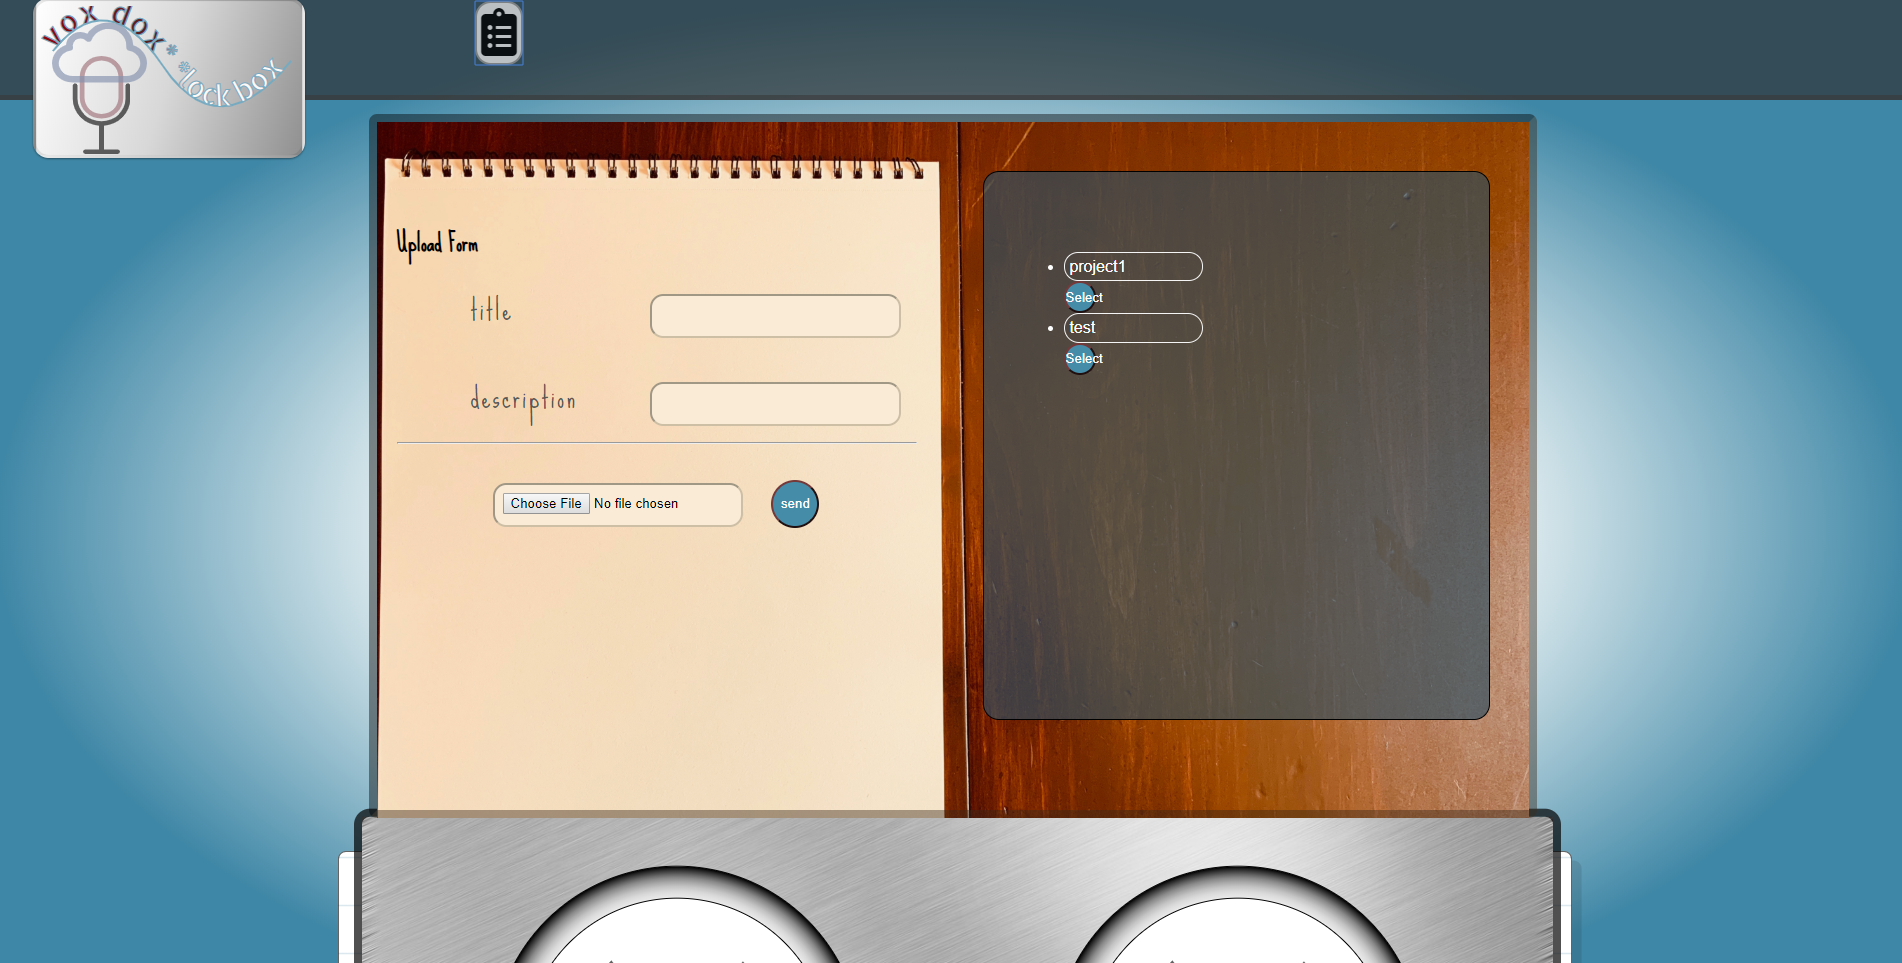 vox dox*
*lock box
Upload Form
title
description
Choose File No file chosen
send
project1
Select
test
Select